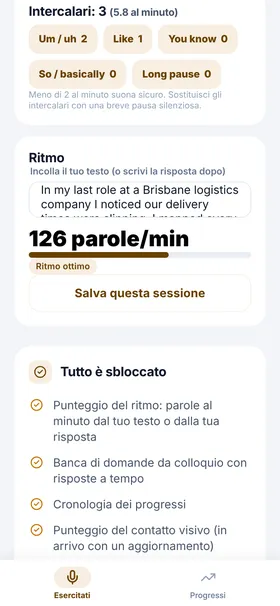 Intercalari: 3 (5.8 al minuto)
Um / uh 2
Like 1
You know 0
So / basically 0
Long pause 0
Meno di 2 al minuto suona sicuro. Sostituisci gli
intercalari con una breve pausa silenziosa.
Ritmo
Incolla il tuo testo (o scrivi la risposta dopo)
In my last role at a Brisbane logistics
company I noticed our delivery
times were slipping. I mapped every
126 parole/min
Ritmo ottimo
Salva questa sessione
Tutto è sbloccato
Punteggio del ritmo: parole al
minuto dal tuo testo o dalla tua
risposta
Banca di domande da colloquio con
risposte a tempo
Cronologia dei progressi
Punteggio del contatto visivo (in
arrivo con un aggiornamento)
Esercitati
Progressi